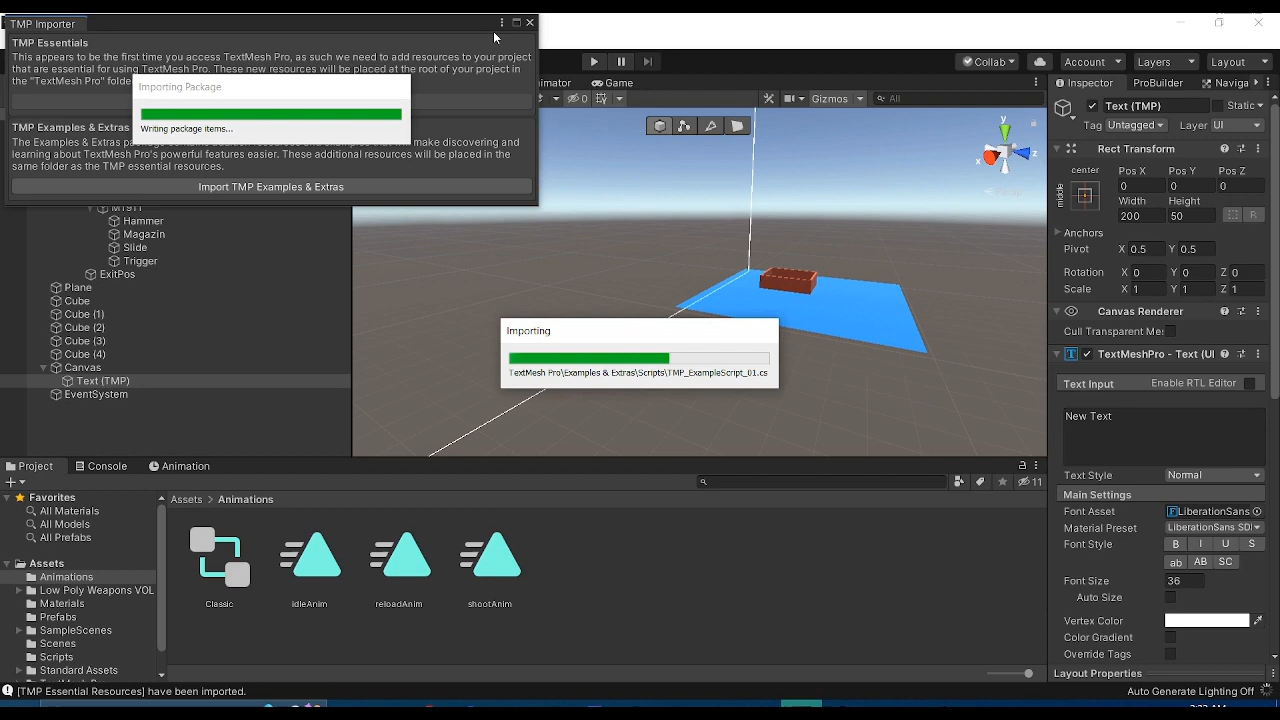 TMP Importer
TMP Essentials
This appears to be the first time you access TextMesh Pro, as such we need to add resources to your project
that are essential for using TextMesh Pro. These new resources will be placed at the root of your project in
the "TextMesh Pro" folde
Importing Package
Writing package items...
TMP Examples & Extras
The Examples & Extras pa
make discovering and
learning about TextMesh Pro's powerful features easier. These additional resources will be placed in the
same folder as the TMP essential resources.
Import TMP Examples & Extras
Collab
Account
Layers
Layout
nimator
Game
0
Gizmos
All
y
x
z
Persp
M1911
Hammer
Magazin
Slide
Trigger
ExitPos
Plane
Cube
Cube (1)
Cube (2)
Cube (3)
Cube (4)
Canvas
Text (TMP)
EventSystem
Importing
TextMesh Pro\Examples & Extras\Scripts\TMP_ExampleScript_01.cs
Inspector
ProBuilder
Naviga
Text (TMP)
Static
Tag Untagged
Layer UI
Rect Transform
center
middle
Pos X Pos Y Pos Z
0 0 0
Width Height
200 50
R
Anchors
Pivot X 0.5 Y 0.5
Rotation X 0 Y 0 Z 0
Scale X 1 Y 1 Z 1
Canvas Renderer
Cull Transparent Me
TextMeshPro - Text (UI
Text Input Enable RTL Editor
New Text
Text Style Normal
Main Settings
Font Asset LiberationSans
Material Preset LiberationSans SD
Font Style B I U S
ab AB SC
Font Size 36
Auto Size
Vertex Color
Color Gradient
Override Tags
Layout Properties
Project
Console
Animation
11
Favorites
All Materials
All Models
All Prefabs
Assets
Animations
Low Poly Weapons VOL
Materials
Prefabs
SampleScenes
Scenes
Scripts
Standard Assets
Assets > Animations
Classic
IdleAnim
reloadAnim
shootAnim
[TMP Essential Resources] have been imported.
Auto Generate Lighting Off